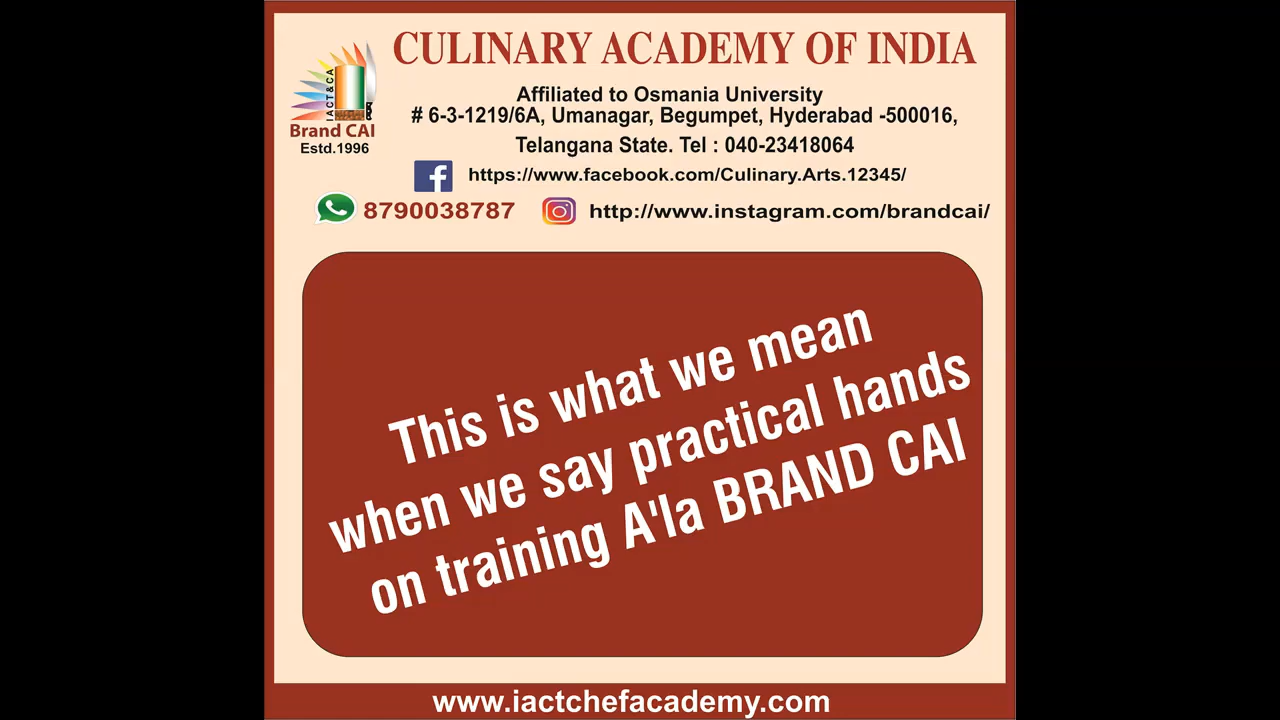 CULINARY ACADEMY OF INDIA
Affiliated to Osmania University
# 6-3-1219/6A, Umanagar, Begumpet, Hyderabad -500016,
Telangana State. Tel : 040-23418064
https://www.facebook.com/Culinary.Arts.12345/
8790038787 http://www.instagram.com/brandcai/
IACT&CA
Brand CAI
Estd.1996
This is what we mean
when we say practical hands
on training A'la BRAND CAI
www.iactchefacademy.com